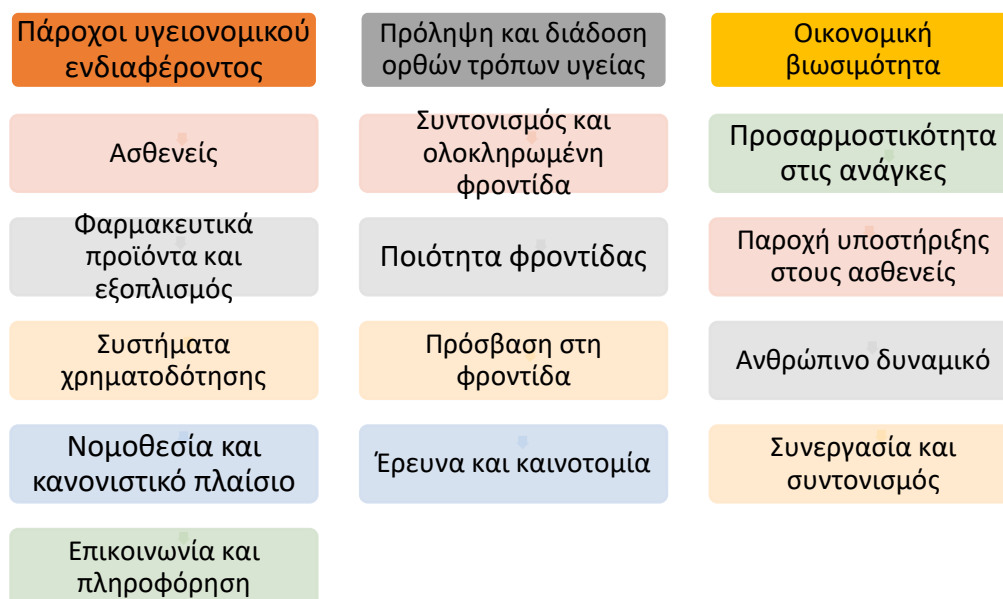 Πάροχοι υγειονομικού
ενδιαφέροντος
Ασθενείς
Φαρμακευτικά
προϊόντα και
εξοπλισμός
Συστήματα
χρηματοδότησης
Νομοθεσία και
κανονιστικό πλαίσιο
Επικοινωνία και
πληροφόρηση
Πρόληψη και διάδοση
ορθών τρόπων υγείας
Συντονισμός και
ολοκληρωμένη
φροντίδα
Ποιότητα φροντίδας
Πρόσβαση στη
φροντίδα
Έρευνα και καινοτομία
Οικονομική
βιωσιμότητα
Προσαρμοστικότητα
στις ανάγκες
Παροχή υποστήριξης
στους ασθενείς
Ανθρώπινο δυναμικό
Συνεργασία και
συντονισμός